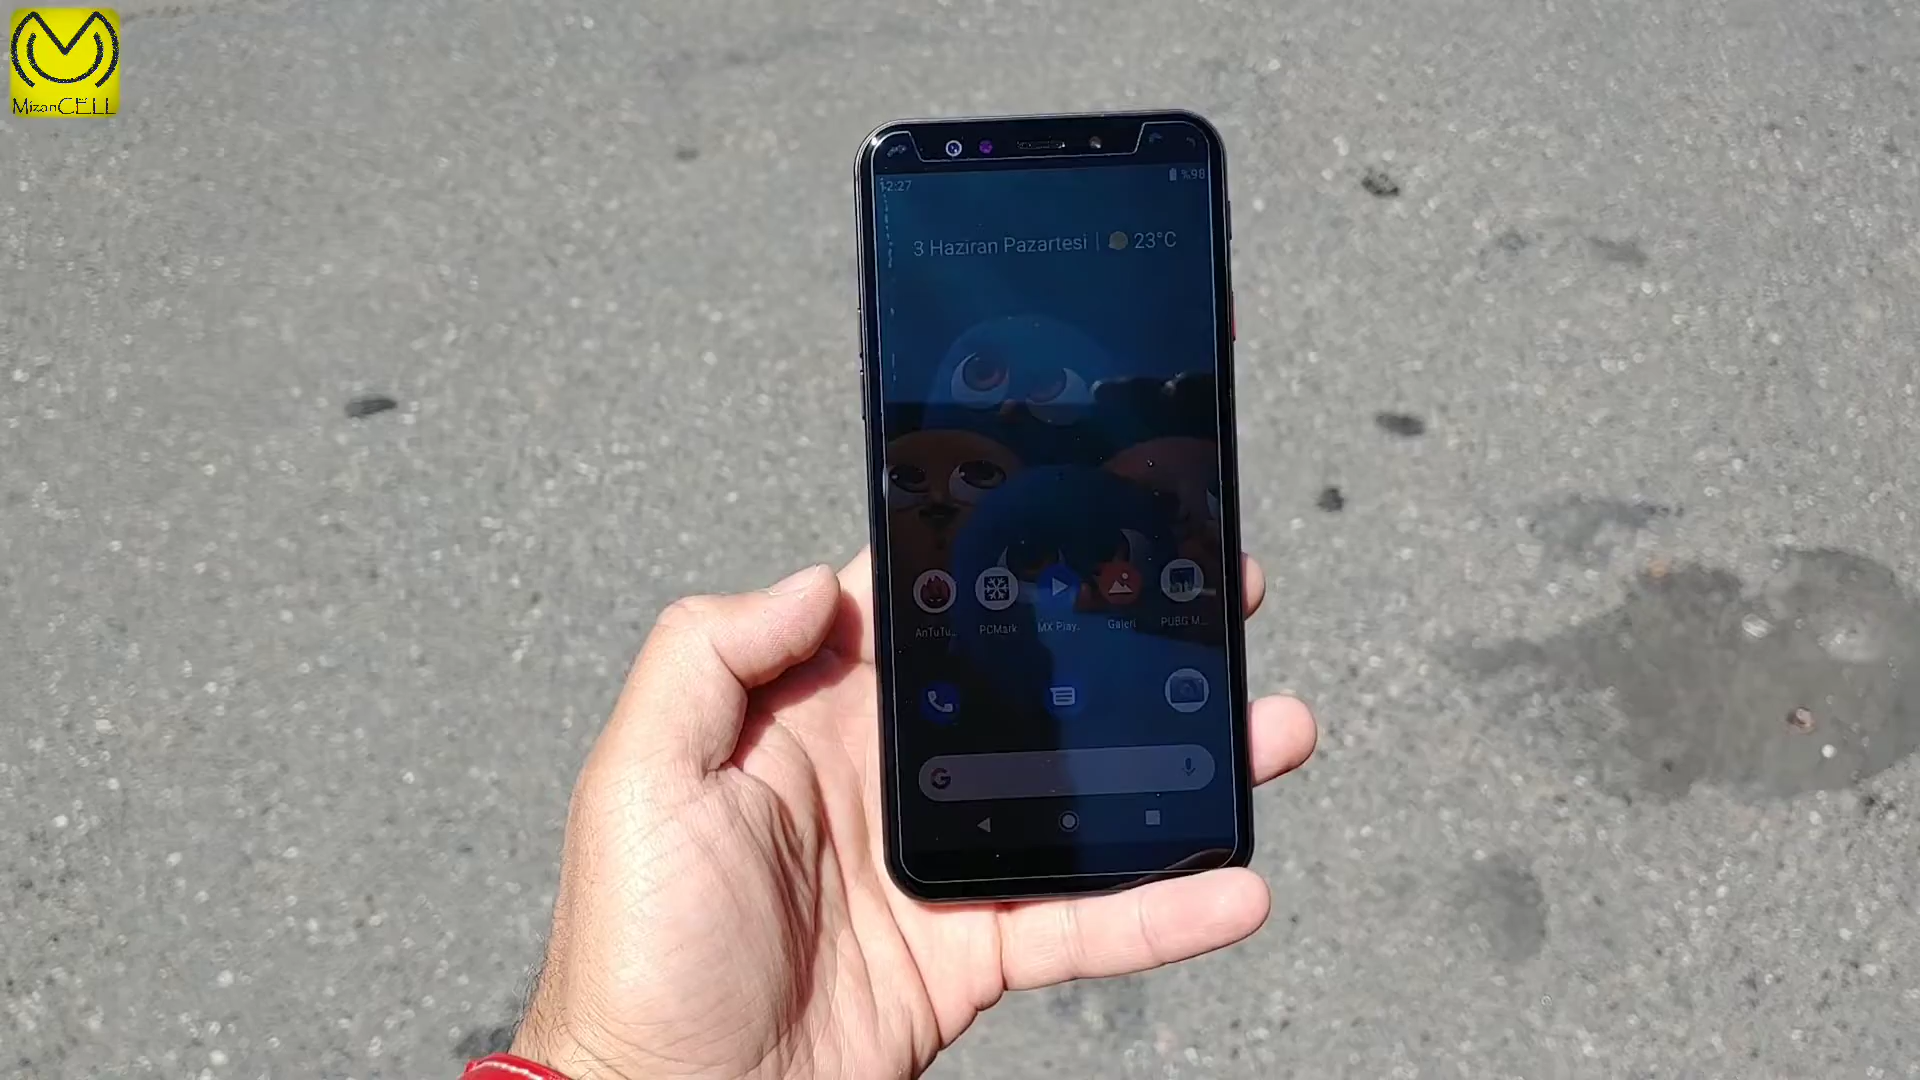 MizanCELL
12:27
%98
3 Haziran Pazartesi | 23°C
AnTuTu...
PCMark
MX Play...
Galeri
PUBG M...
G